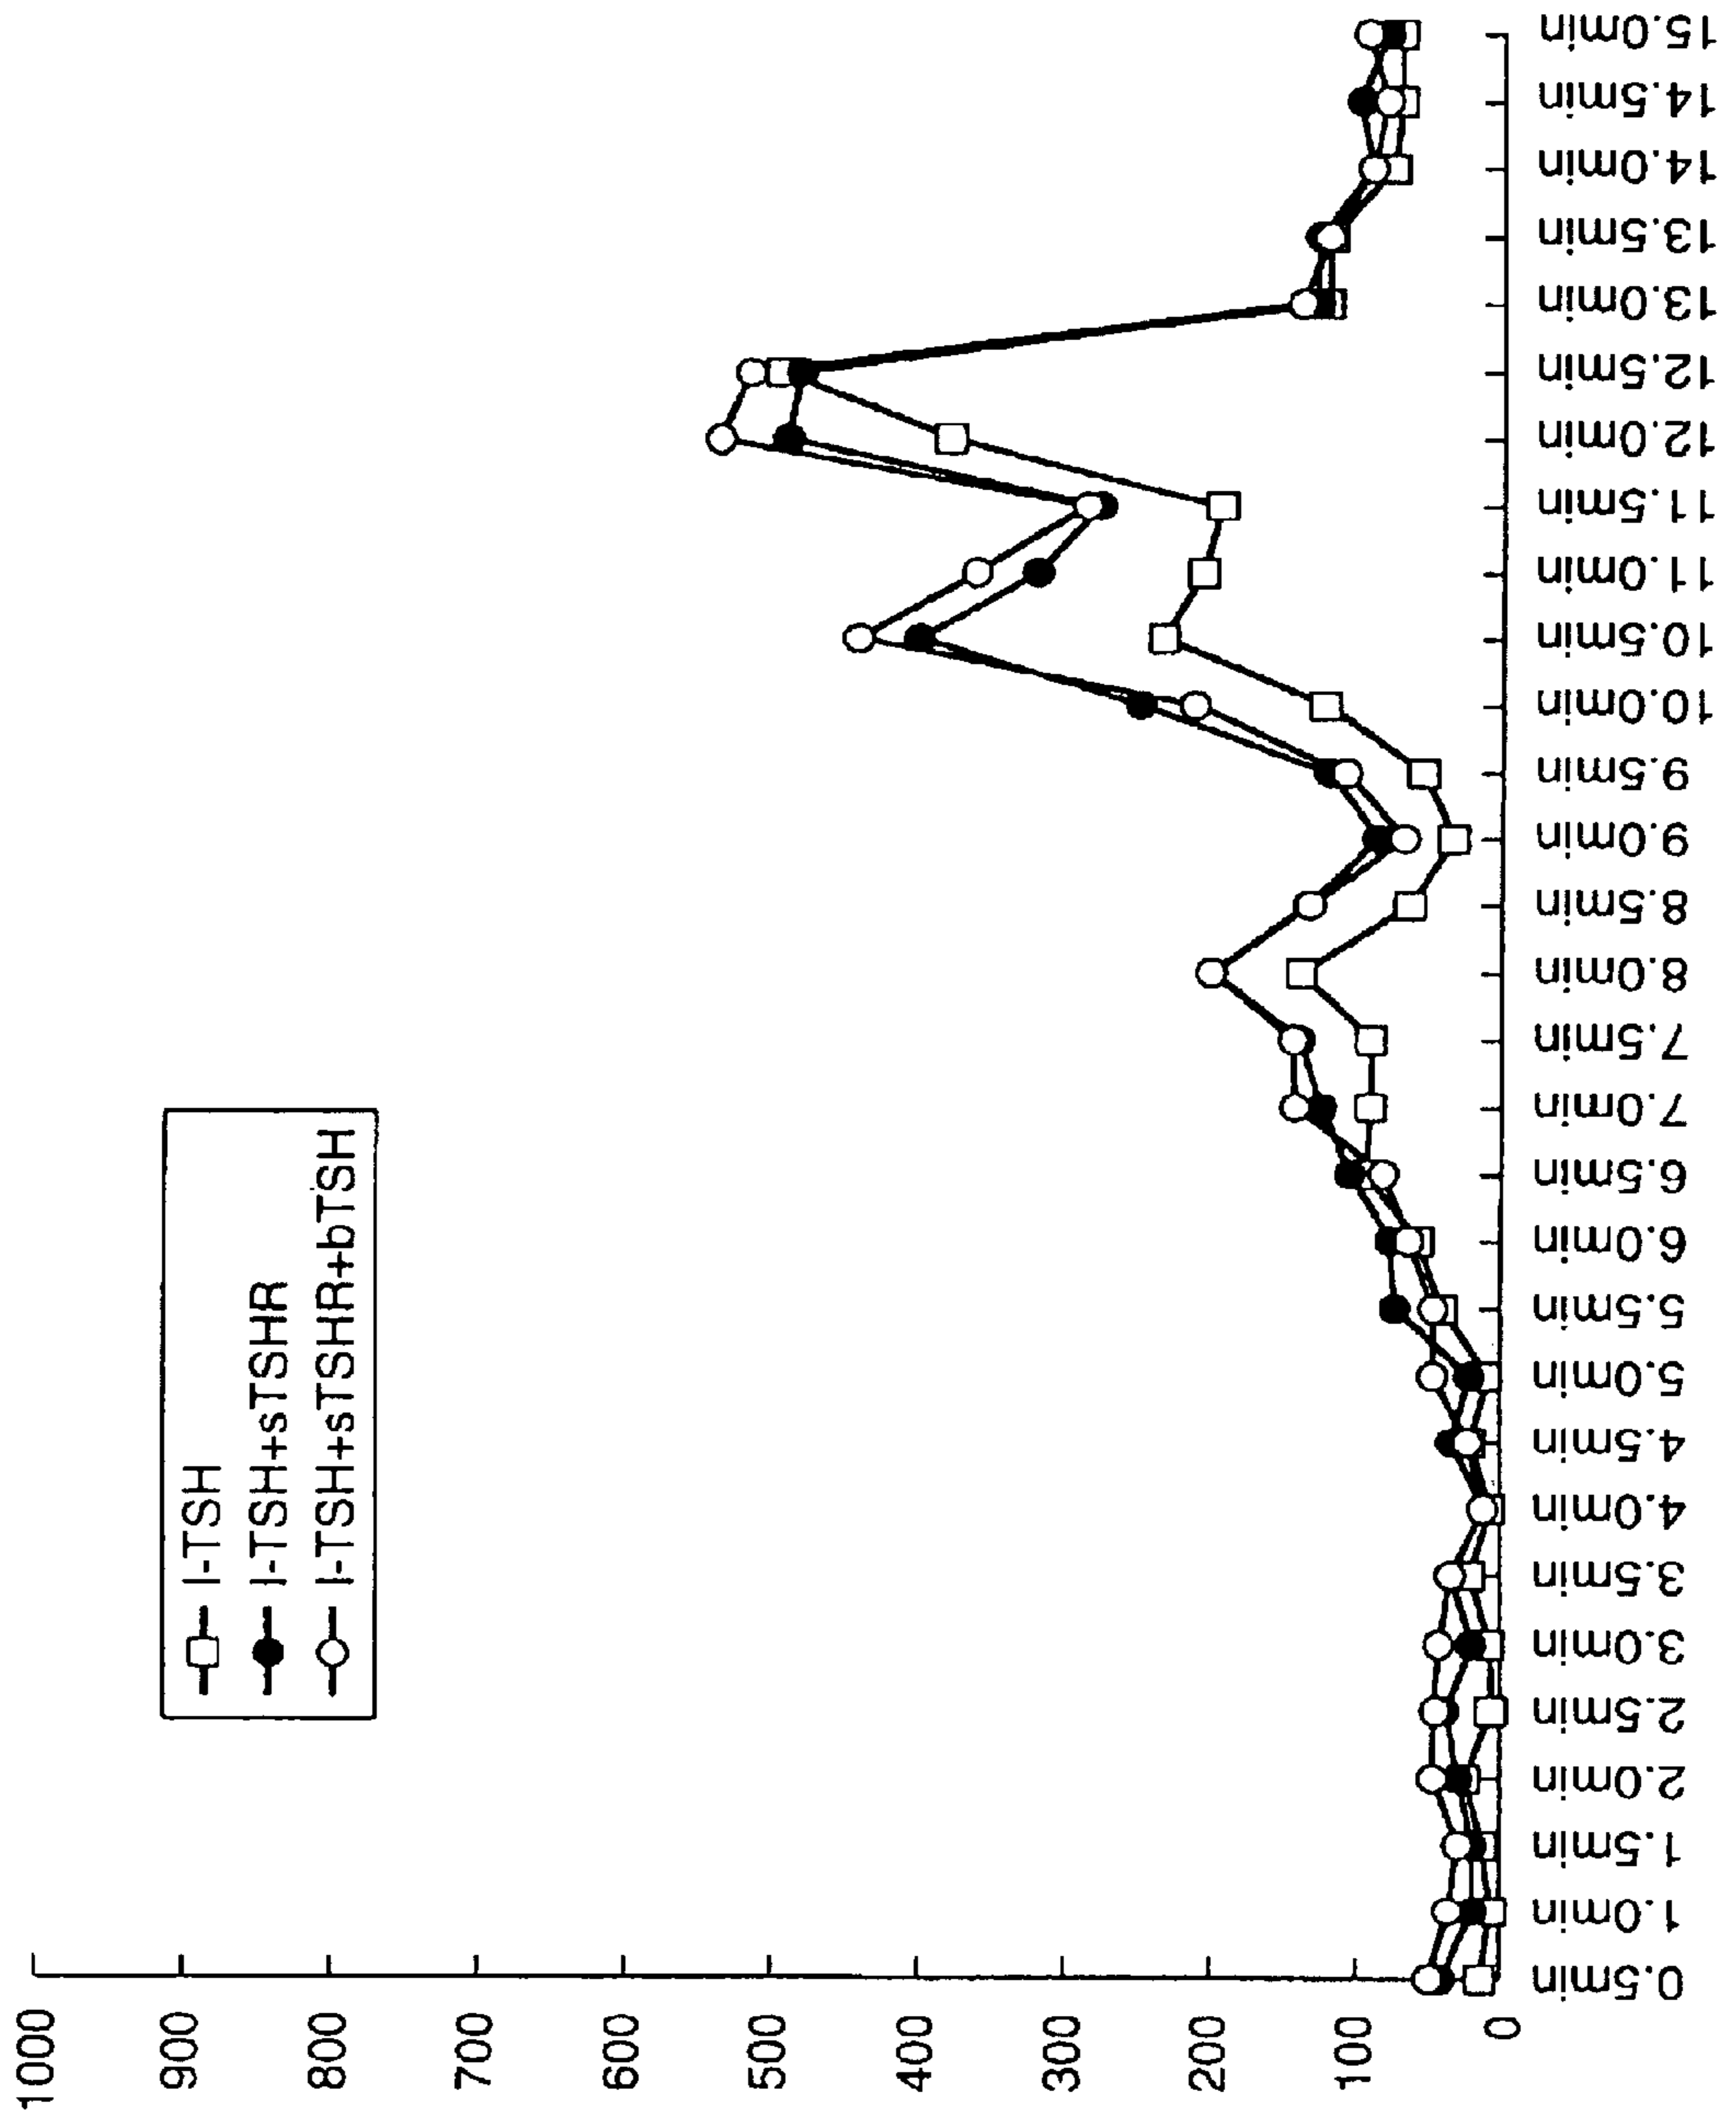 I-TSH
I-TSH+sTSHR
I-TSH+sTSHR+bTSH
1000
900
800
700
600
500
400
300
200
100
0
0.5min
1.0min
1.5min
2.0min
2.5min
3.0min
3.5min
4.0min
4.5min
5.0min
5.5min
6.0min
6.5min
7.0min
7.5min
8.0min
8.5min
9.0min
9.5min
10.0min
10.5min
11.0min
11.5min
12.0min
12.5min
13.0min
13.5min
14.0min
14.5min
15.0min